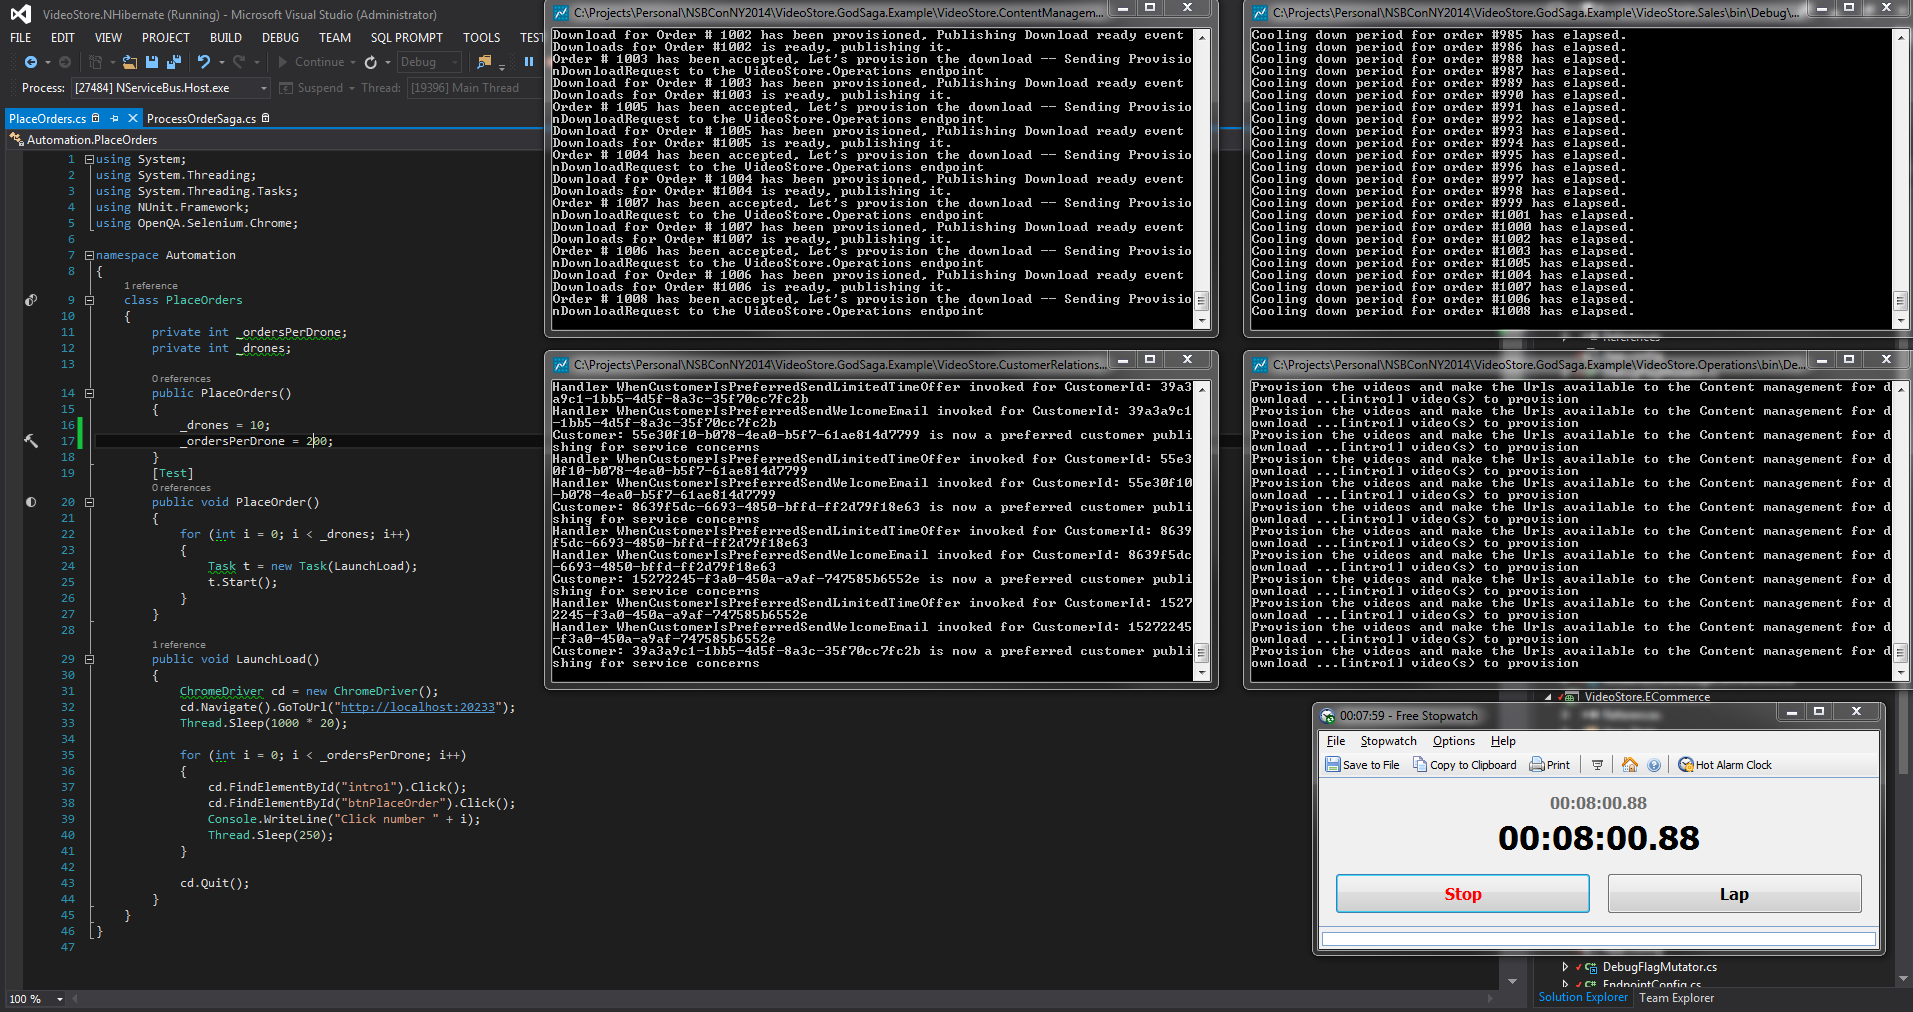 VideoStore.NHibernate (Running) - Microsoft Visual Studio (Administrator)
FILE EDIT VIEW PROJECT BUILD DEBUG TEAM SQL PROMPT TOOLS TEST
Continue Debug
Process: [27484] NServiceBus.Host.exe Suspend Thread: [19396] Main Thread
PlaceOrders.cs ProcessOrderSaga.cs
Automation.PlaceOrders
1 using System;
2 using System.Threading;
3 using System.Threading.Tasks;
4 using NUnit.Framework;
5 using OpenQA.Selenium.Chrome;
6
7 namespace Automation
8 {
1 reference
9 class PlaceOrders
10 {
11 private int _ordersPerDrone;
12 private int _drones;
13
0 references
14 public PlaceOrders()
15 {
16 _drones = 10;
17 _ordersPerDrone = 200;
18 }
19 [Test]
0 references
20 public void PlaceOrder()
21 {
22 for (int i = 0; i < _drones; i++)
23 {
24 Task t = new Task(LaunchLoad);
25 t.Start();
26 }
27 }
28
1 reference
29 public void LaunchLoad()
30 {
31 ChromeDriver cd = new ChromeDriver();
32 cd.Navigate().GoToUrl("http://localhost:20233");
33 Thread.Sleep(1000 * 20);
34
35 for (int i = 0; i < _ordersPerDrone; i++)
36 {
37 cd.FindElementById("intro1").Click();
38 cd.FindElementById("btnPlaceOrder").Click();
39 Console.WriteLine("Click number " + i);
40 Thread.Sleep(250);
41 }
42
43 cd.Quit();
44 }
45 }
46 }
47
100 %
C:\Projects\Personal\NSBConNY2014\VideoStore.GodSaga.Example\VideoStore.ContentManagem...
Download for Order # 1002 has been provisioned, Publishing Download ready event
Downloads for Order #1002 is ready, publishing it.
Order # 1003 has been accepted, Let's provision the download -- Sending Provisio
nDownloadRequest to the VideoStore.Operations endpoint
Download for Order # 1003 has been provisioned, Publishing Download ready event
Downloads for Order #1003 is ready, publishing it.
Order # 1005 has been accepted, Let's provision the download -- Sending Provisio
nDownloadRequest to the VideoStore.Operations endpoint
Download for Order # 1005 has been provisioned, Publishing Download ready event
Downloads for Order #1005 is ready, publishing it.
Order # 1004 has been accepted, Let's provision the download -- Sending Provisio
nDownloadRequest to the VideoStore.Operations endpoint
Download for Order # 1004 has been provisioned, Publishing Download ready event
Downloads for Order #1004 is ready, publishing it.
Order # 1007 has been accepted, Let's provision the download -- Sending Provisio
nDownloadRequest to the VideoStore.Operations endpoint
Download for Order # 1007 has been provisioned, Publishing Download ready event
Downloads for Order #1007 is ready, publishing it.
Order # 1006 has been accepted, Let's provision the download -- Sending Provisio
nDownloadRequest to the VideoStore.Operations endpoint
Download for Order # 1006 has been provisioned, Publishing Download ready event
Downloads for Order #1006 is ready, publishing it.
Order # 1008 has been accepted, Let's provision the download -- Sending Provisio
nDownloadRequest to the VideoStore.Operations endpoint
C:\Projects\Personal\NSBConNY2014\VideoStore.GodSaga.Example\VideoStore.Sales\bin\Debug\...
Cooling down period for order #985 has elapsed.
Cooling down period for order #986 has elapsed.
Cooling down period for order #988 has elapsed.
Cooling down period for order #987 has elapsed.
Cooling down period for order #989 has elapsed.
Cooling down period for order #990 has elapsed.
Cooling down period for order #991 has elapsed.
Cooling down period for order #992 has elapsed.
Cooling down period for order #993 has elapsed.
Cooling down period for order #994 has elapsed.
Cooling down period for order #995 has elapsed.
Cooling down period for order #996 has elapsed.
Cooling down period for order #997 has elapsed.
Cooling down period for order #998 has elapsed.
Cooling down period for order #999 has elapsed.
Cooling down period for order #1001 has elapsed.
Cooling down period for order #1000 has elapsed.
Cooling down period for order #1002 has elapsed.
Cooling down period for order #1003 has elapsed.
Cooling down period for order #1005 has elapsed.
Cooling down period for order #1004 has elapsed.
Cooling down period for order #1007 has elapsed.
Cooling down period for order #1006 has elapsed.
Cooling down period for order #1008 has elapsed.
References
C:\Projects\Personal\NSBConNY2014\VideoStore.GodSaga.Example\VideoStore.CustomerRelations...
Handler WhenCustomerIsPreferredSendLimitedTimeOffer invoked for CustomerId: 39a3
a9c1-1bb5-4d5f-8a3c-35f70cc7fc2b
Handler WhenCustomerIsPreferredSendWelcomeEmail invoked for CustomerId: 39a3a9c1
-1bb5-4d5f-8a3c-35f70cc7fc2b
Customer: 55e30f10-b078-4ea0-b5f7-61ae814d7799 is now a preferred customer publi
shing for service concerns
Handler WhenCustomerIsPreferredSendLimitedTimeOffer invoked for CustomerId: 55e3
0f10-b078-4ea0-b5f7-61ae814d7799
Handler WhenCustomerIsPreferredSendWelcomeEmail invoked for CustomerId: 55e30f10
-b078-4ea0-b5f7-61ae814d7799
Customer: 8639f5dc-6693-4850-bffd-ff2d79f18e63 is now a preferred customer publi
shing for service concerns
Handler WhenCustomerIsPreferredSendLimitedTimeOffer invoked for CustomerId: 8639
f5dc-6693-4850-bffd-ff2d79f18e63
Handler WhenCustomerIsPreferredSendWelcomeEmail invoked for CustomerId: 8639f5dc
-6693-4850-bffd-ff2d79f18e63
Customer: 15272245-f3a0-450a-a9af-747585b6552e is now a preferred customer publi
shing for service concerns
Handler WhenCustomerIsPreferredSendLimitedTimeOffer invoked for CustomerId: 1527
2245-f3a0-450a-a9af-747585b6552e
Handler WhenCustomerIsPreferredSendWelcomeEmail invoked for CustomerId: 15272245
-f3a0-450a-a9af-747585b6552e
Customer: 39a3a9c1-1bb5-4d5f-8a3c-35f70cc7fc2b is now a preferred customer publi
shing for service concerns
C:\Projects\Personal\NSBConNY2014\VideoStore.GodSaga.Example\VideoStore.Operations\bin\De...
Provision the videos and make the Urls available to the Content management for d
ownload ...[intro1] video(s) to provision
Provision the videos and make the Urls available to the Content management for d
ownload ...[intro1] video(s) to provision
Provision the videos and make the Urls available to the Content management for d
ownload ...[intro1] video(s) to provision
Provision the videos and make the Urls available to the Content management for d
ownload ...[intro1] video(s) to provision
Provision the videos and make the Urls available to the Content management for d
ownload ...[intro1] video(s) to provision
Provision the videos and make the Urls available to the Content management for d
ownload ...[intro1] video(s) to provision
Provision the videos and make the Urls available to the Content management for d
ownload ...[intro1] video(s) to provision
Provision the videos and make the Urls available to the Content management for d
ownload ...[intro1] video(s) to provision
Provision the videos and make the Urls available to the Content management for d
ownload ...[intro1] video(s) to provision
Provision the videos and make the Urls available to the Content management for d
ownload ...[intro1] video(s) to provision
Provision the videos and make the Urls available to the Content management for d
ownload ...[intro1] video(s) to provision
Provision the videos and make the Urls available to the Content management for d
ownload ...[intro1] video(s) to provision
VideoStore.ECommerce
00:07:59 - Free Stopwatch
File Stopwatch Options Help
Save to File Copy to Clipboard Print Hot Alarm Clock
00:08:00.88
00:08:00.88
Stop Lap
DebugFlagMutator.cs
EndpointConfig.cs
Solution Explorer Team Explorer